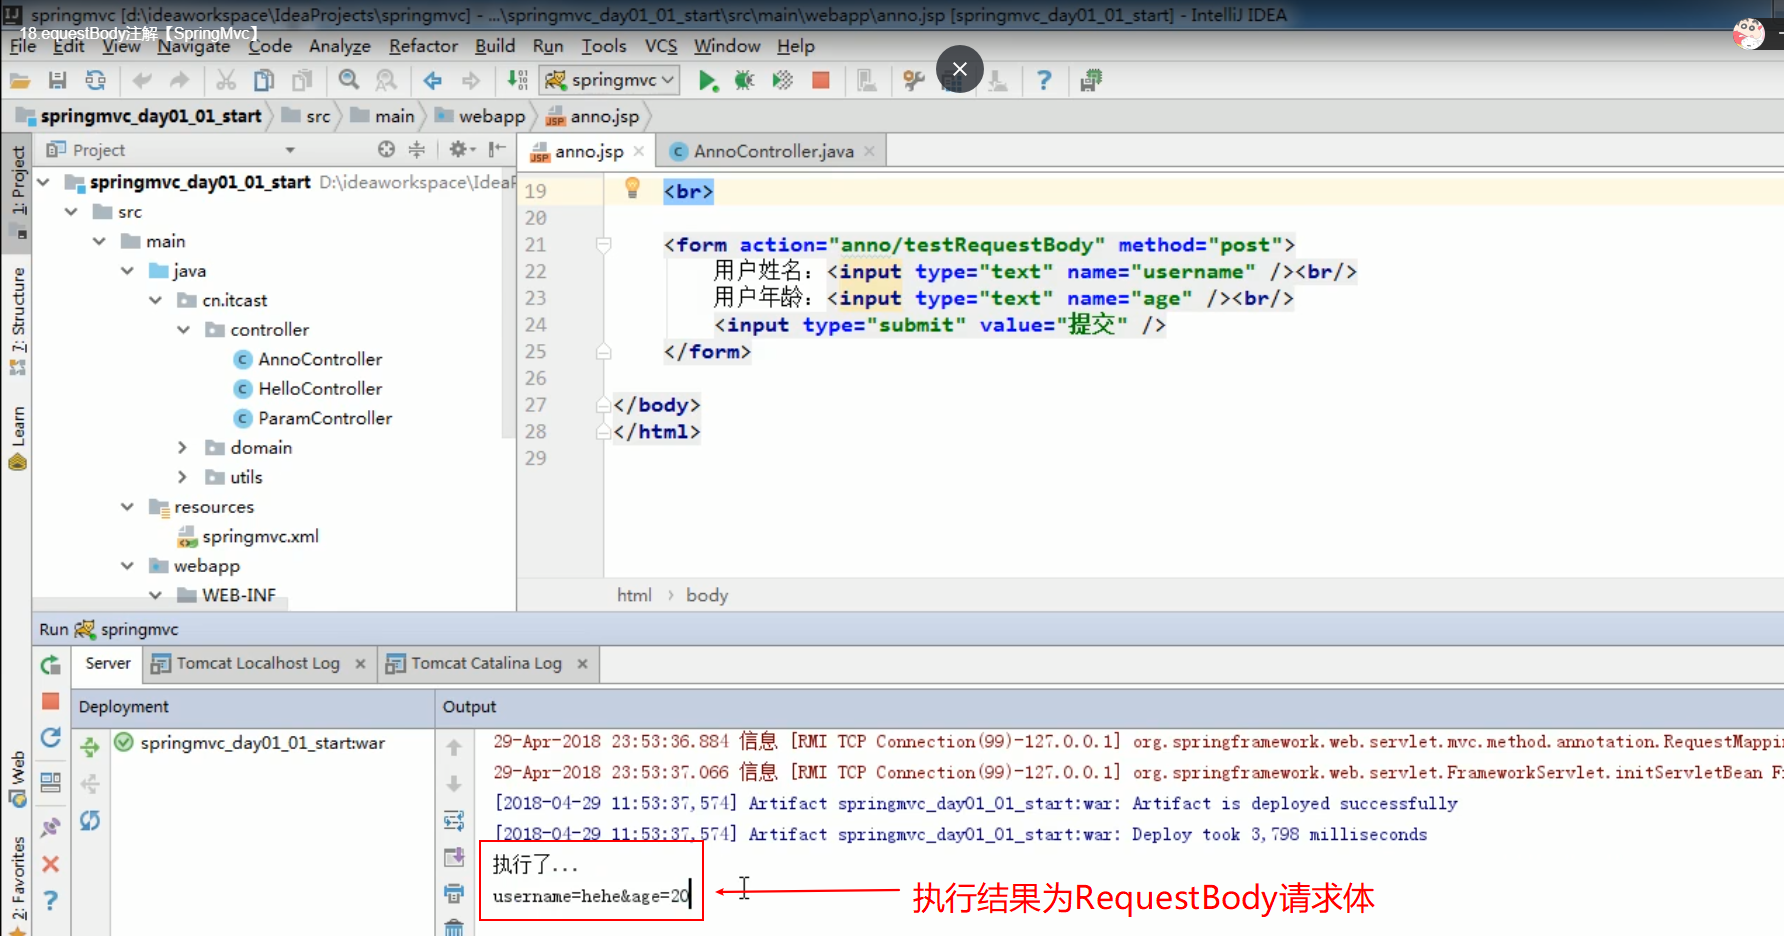 springmvc [d:\ideaworkspace\IdeaProjects\springmvc] - ...\springmvc_day01_01_start\src\main\webapp\anno.jsp [springmvc_day01_01_start] - IntelliJ IDEA
18.equestBody注解【SpringMvc】
File Edit View Navigate Code Analyze Refactor Build Run Tools VCS Window Help
springmvc
springmvc_day01_01_start src main webapp anno.jsp
Project
anno.jsp AnnoController.java
1: Project
7: Structure
Learn
Web
2: Favorites
springmvc_day01_01_start D:\ideaworkspace\IdeaP
src
main
java
cn.itcast
controller
AnnoController
HelloController
ParamController
domain
utils
resources
springmvc.xml
webapp
WEB-INF
19 <br>
20
21 <form action="anno/testRequestBody" method="post">
22 用户姓名：<input type="text" name="username" /><br/>
23 用户年龄：<input type="text" name="age" /><br/>
24 <input type="submit" value="提交" />
25 </form>
26
27 </body>
28 </html>
29
html › body
Run springmvc
Server Tomcat Localhost Log Tomcat Catalina Log
Deployment Output
springmvc_day01_01_start:war
29-Apr-2018 23:53:36.884 信息 [RMI TCP Connection(99)-127.0.0.1] org.springframework.web.servlet.mvc.method.annotation.RequestMappin
29-Apr-2018 23:53:37.066 信息 [RMI TCP Connection(99)-127.0.0.1] org.springframework.web.servlet.FrameworkServlet.initServletBean F
[2018-04-29 11:53:37,574] Artifact springmvc_day01_01_start:war: Artifact is deployed successfully
[2018-04-29 11:53:37,574] Artifact springmvc_day01_01_start:war: Deploy took 3,798 milliseconds
执行了...
username=hehe&age=20
执行结果为RequestBody请求体